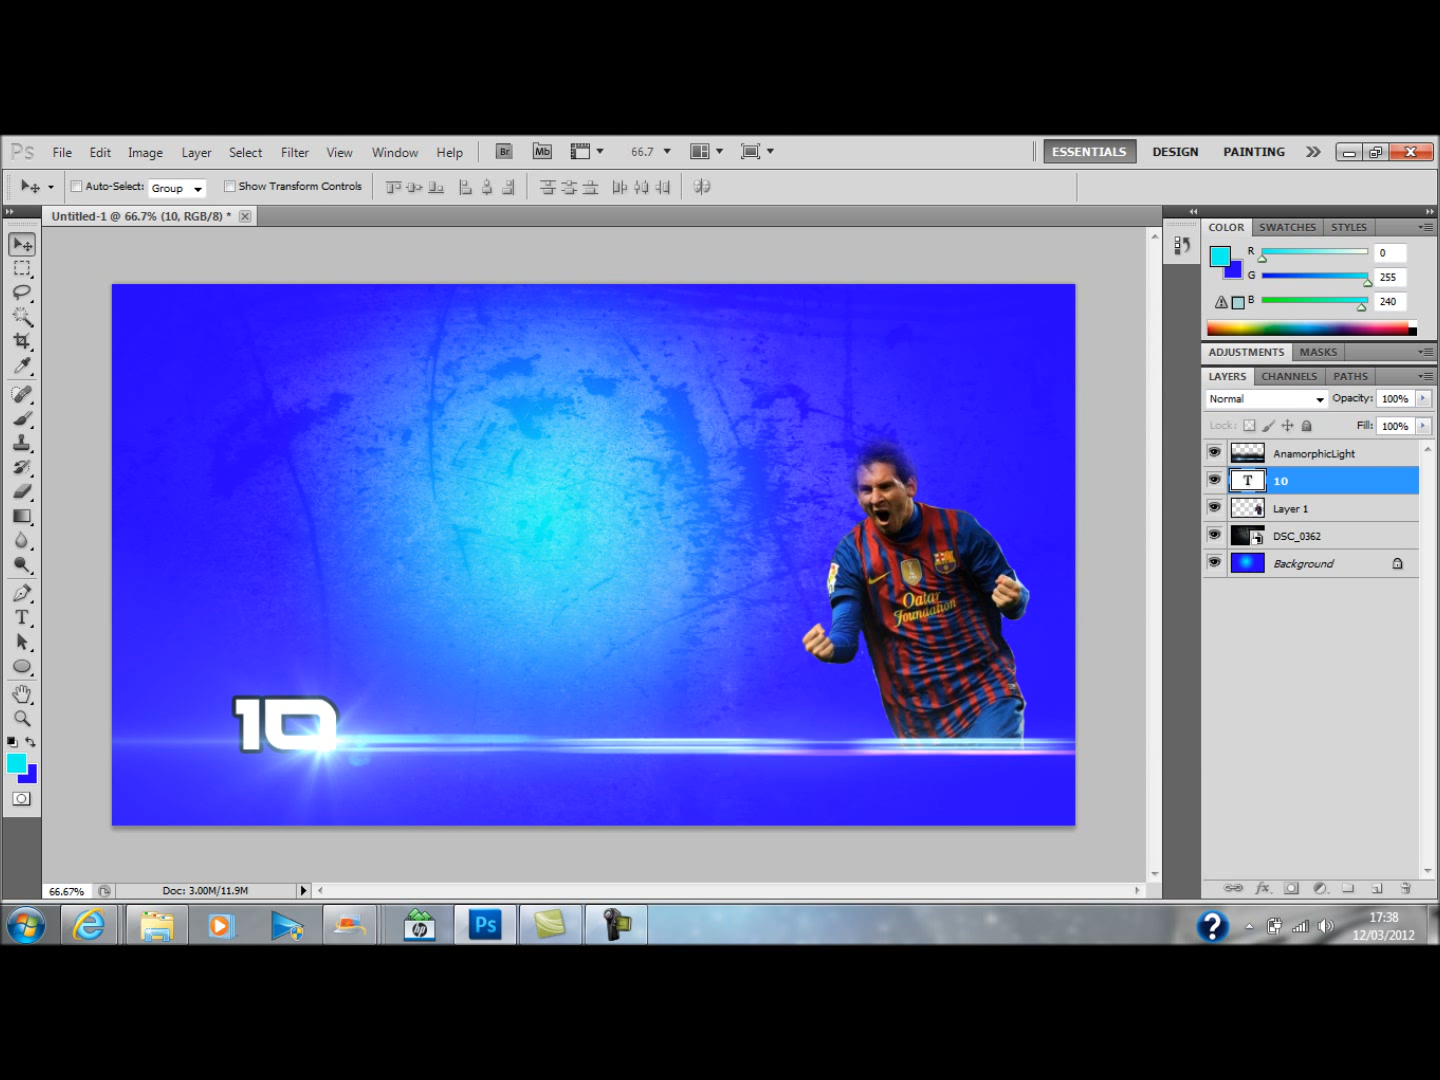 Ps File Edit Image Layer Select Filter View Window Help Br Mb 66.7 ESSENTIALS DESIGN PAINTING
Auto-Select: Group Show Transform Controls
Untitled-1 @ 66.7% (10, RGB/8) *
COLOR SWATCHES STYLES
R 0
G 255
B 240
ADJUSTMENTS MASKS
LAYERS CHANNELS PATHS
Normal Opacity: 100%
Lock: Fill: 100%
AnamorphicLight
T 10
Layer 1
DSC_0362
Background
T
Qatar
Foundation
10
fx
66.67% Doc: 3.00M/11.9M
hp Ps ? 17:38
12/03/2012